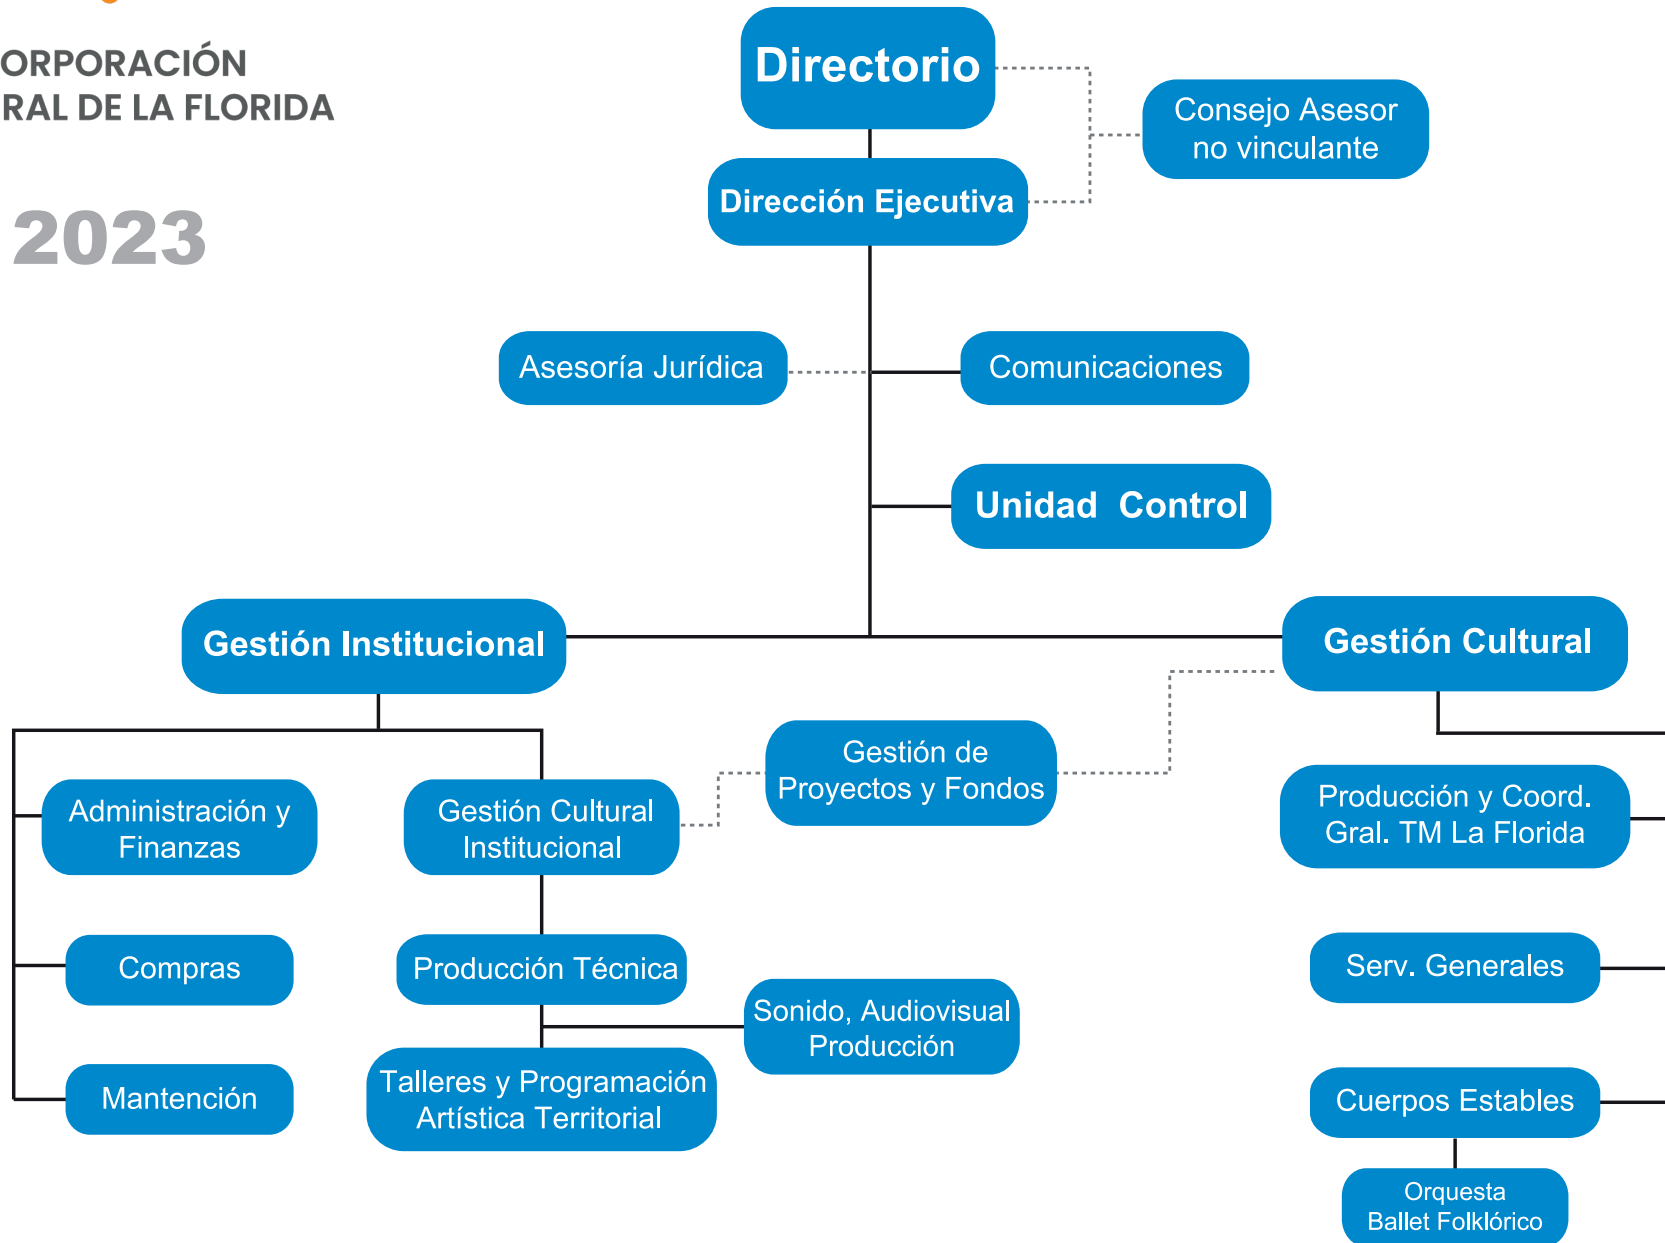 ORPORACIÓN
RAL DE LA FLORIDA
2023
Directorio
Consejo Asesor
no vinculante
Dirección Ejecutiva
Asesoría Jurídica
Comunicaciones
Unidad Control
Gestión Institucional
Gestión Cultural
Gestión de
Proyectos y Fondos
Administración y
Finanzas
Gestión Cultural
Institucional
Producción y Coord.
Gral. TM La Florida
Compras
Producción Técnica
Serv. Generales
Sonido, Audiovisual
Producción
Mantención
Talleres y Programación
Artística Territorial
Cuerpos Estables
Orquesta
Ballet Folklórico